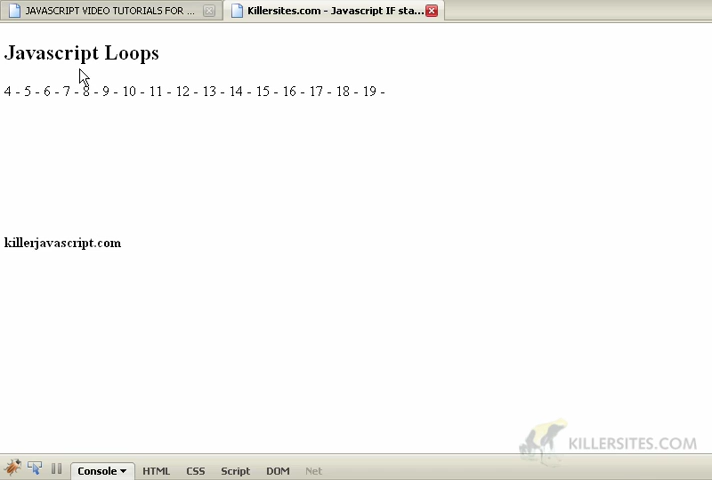 JAVASCRIPT VIDEO TUTORIALS FOR ...
Killersites.com - Javascript IF sta...
Javascript Loops
4 - 5 - 6 - 7 - 8 - 9 - 10 - 11 - 12 - 13 - 14 - 15 - 16 - 17 - 18 - 19 -
killerjavascript.com
KILLERSITES.COM
Console HTML CSS Script DOM Net